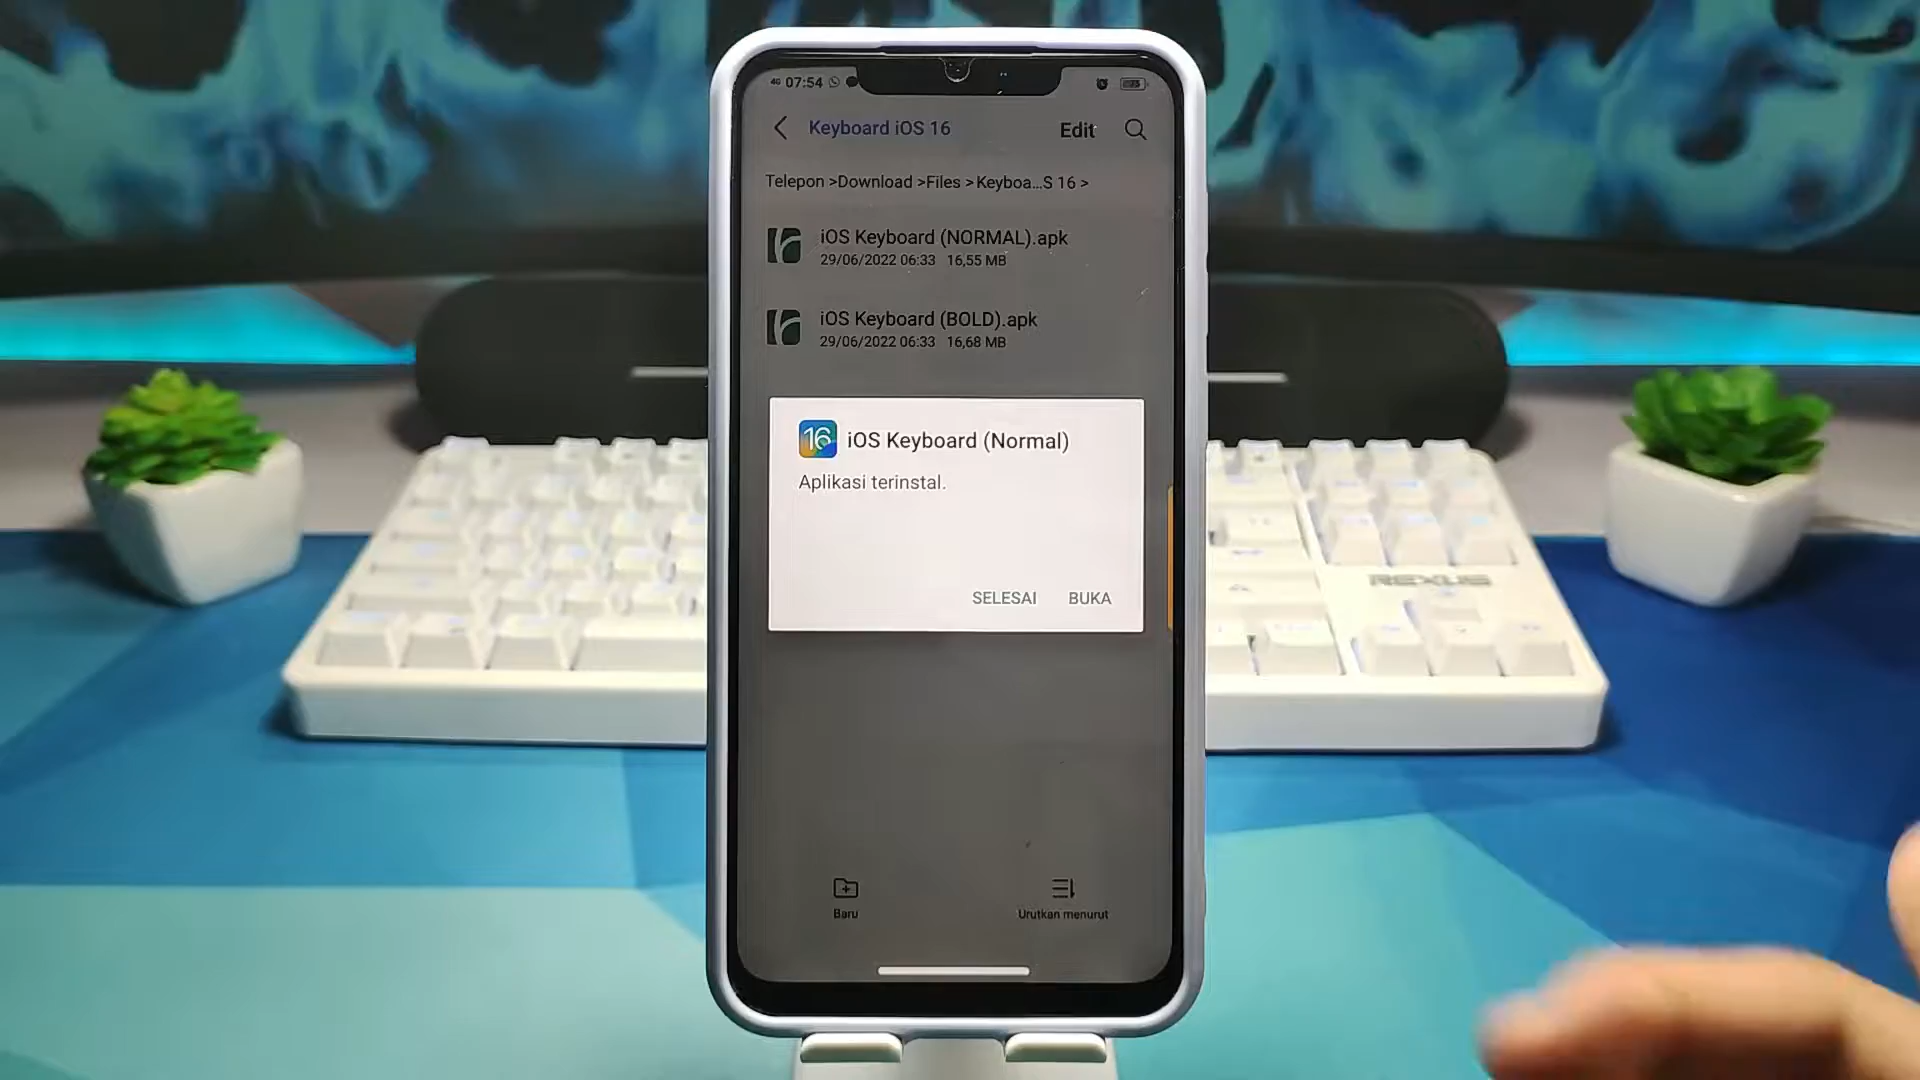 4G 07:54
Keyboard iOS 16
Edit
Telepon >Download >Files >Keyboa...S 16 >
iOS Keyboard (NORMAL).apk
29/06/2022 06:33 16,55 MB
iOS Keyboard (BOLD).apk
29/06/2022 06:33 16,68 MB
16
iOS Keyboard (Normal)
Aplikasi terinstal.
SELESAI
BUKA
REXUS
Baru
Urutkan menurut